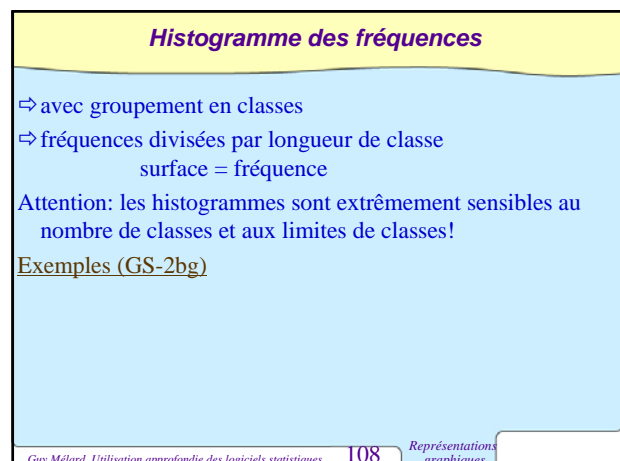 Histogramme des fréquences
⇨ avec groupement en classes
⇨ fréquences divisées par longueur de classe
surface = fréquence
Attention: les histogrammes sont extrêmement sensibles au
nombre de classes et aux limites de classes!
Exemples (GS-2bg)
Guy Mélard, Utilisation approfondie des logiciels statistiques
108
Représentations
graphiques